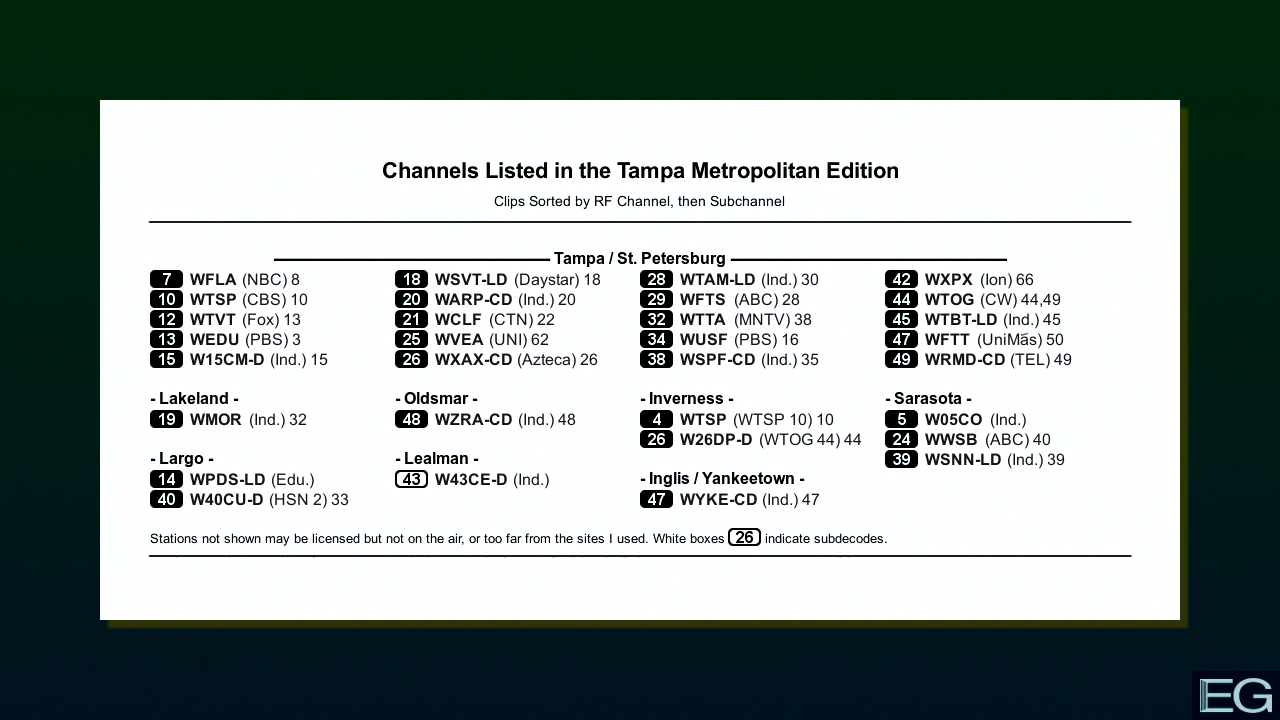 Channels Listed in the Tampa Metropolitan Edition
Clips Sorted by RF Channel, then Subchannel
Tampa / St. Petersburg
7 WFLA (NBC) 8
10 WTSP (CBS) 10
12 WTVT (Fox) 13
13 WEDU (PBS) 3
15 W15CM-D (Ind.) 15
18 WSVT-LD (Daystar) 18
20 WARP-CD (Ind.) 20
21 WCLF (CTN) 22
25 WVEA (UNI) 62
26 WXAX-CD (Azteca) 26
28 WTAM-LD (Ind.) 30
29 WFTS (ABC) 28
32 WTTA (MNTV) 38
34 WUSF (PBS) 16
38 WSPF-CD (Ind.) 35
42 WXPX (Ion) 66
44 WTOG (CW) 44,49
45 WTBT-LD (Ind.) 45
47 WFTT (UniMãs) 50
49 WRMD-CD (TEL) 49
- Lakeland -
19 WMOR (Ind.) 32
- Largo -
14 WPDS-LD (Edu.)
40 W40CU-D (HSN 2) 33
- Oldsmar -
48 WZRA-CD (Ind.) 48
- Lealman -
43 W43CE-D (Ind.)
- Inverness -
4 WTSP (WTSP 10) 10
26 W26DP-D (WTOG 44) 44
- Inglis / Yankeetown -
47 WYKE-CD (Ind.) 47
- Sarasota -
5 W05CO (Ind.)
24 WWSB (ABC) 40
39 WSNN-LD (Ind.) 39
Stations not shown may be licensed but not on the air, or too far from the sites I used. White boxes 26 indicate subdecodes.
EG